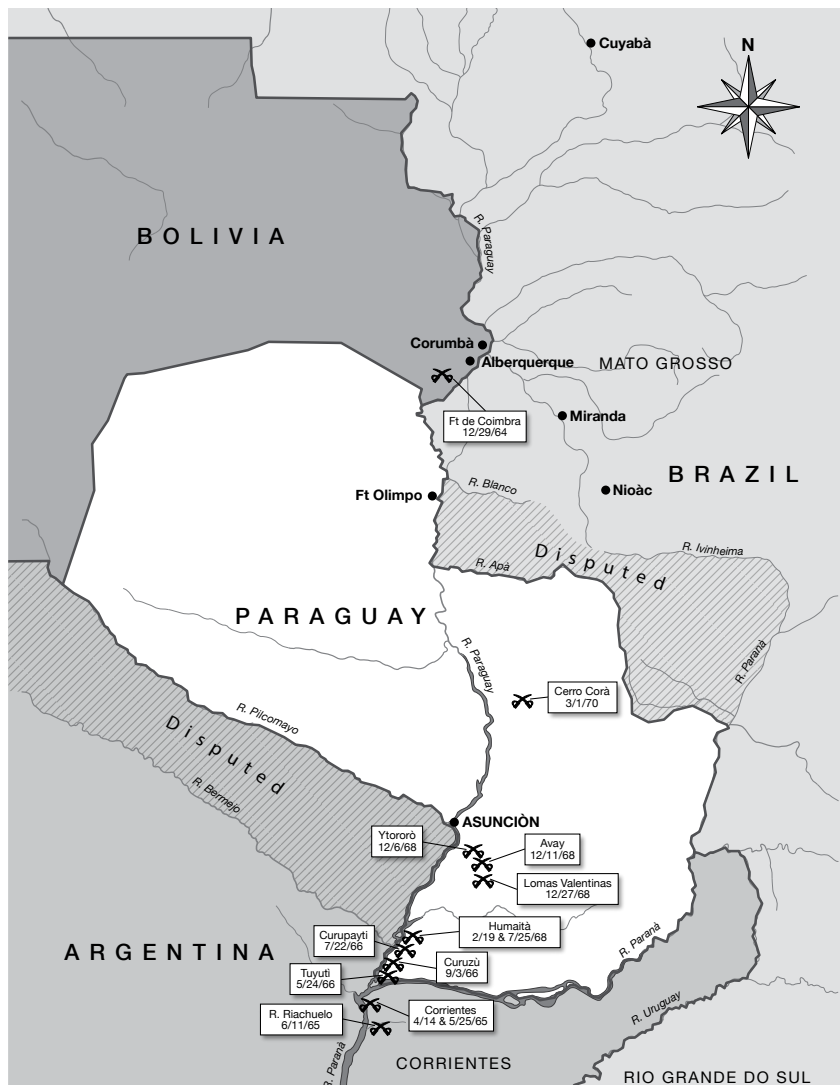 Cuyabà
N
BOLIVIA
R. Paraguay
Corumbà
Alberquerque
MATO GROSSO
Ft de Coimbra
12/29/64
Miranda
BRAZIL
Ft Olimpo
R. Blanco
Nioàc
Disputed
R. Ivinheima
R. Apà
PARAGUAY
R. Paraguay
R. Paranà
Cerro Corà
3/1/70
R. Pilcomayo
Disputed
R. Bermejo
ASUNCIÒN
Ytororò
12/6/68
Avay
12/11/68
Lomas Valentinas
12/27/68
Humaità
2/19 & 7/25/68
Curupayti
7/22/66
ARGENTINA
Curuzù
9/3/66
R. Paranà
Tuyutì
5/24/66
R. Uruguay
R. Riachuelo
6/11/65
Corrientes
4/14 & 5/25/65
R. Paranà
CORRIENTES
RIO GRANDE DO SUL